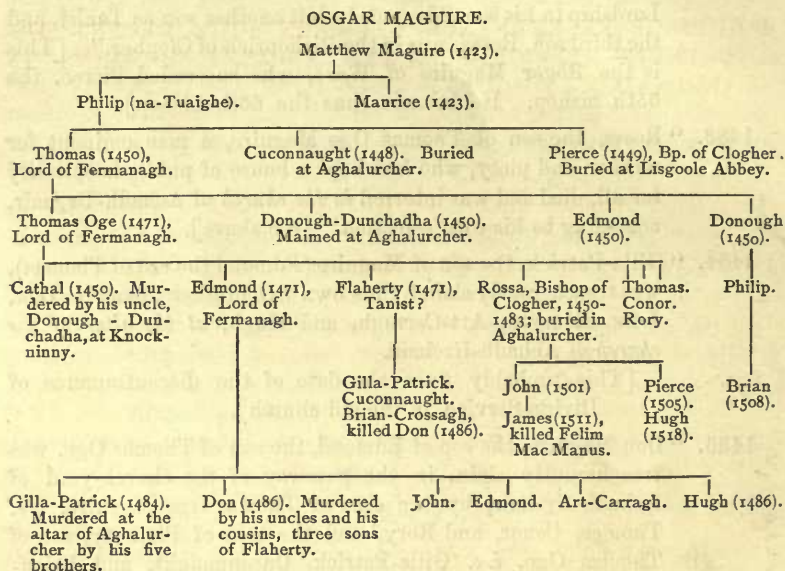 OSGAR MAGUIRE.
Matthew Maguire (1423).
Philip (na-Tuaighe).
Maurice (1423).
Thomas (1450),
Lord of Fermanagh.
Cuconnaught (1448). Buried
at Aghalurcher.
Pierce (1449), Bp. of Clogher.
Buried at Lisgoole Abbey.
Thomas Oge (1471),
Lord of Fermanagh.
Donough-Dunchadha (1450).
Maimed at Aghalurcher.
Edmond
(1450).
Donough
(1450).
Cathal (1450). Mur-
dered by his uncle,
Donough - Dun-
chadha, at Knock-
ninny.
Edmond (1471),
Lord of
Fermanagh.
Flaherty (1471),
Tanist?
Rossa, Bishop of
Clogher, 1450-
1483; buried in
Aghalurcher.
Thomas.
Conor.
Rory.
Philip.
Gilla-Patrick.
Cuconnaught.
Brian-Crossagh,
killed Don (1486).
John (1501)
James (1511),
killed Felim
Mac Manus.
Pierce
(1505).
Hugh
(1518).
Brian
(1508).
Gilla-Patrick (1484).
Murdered at the
altar of Aghalur-
cher by his five
brothers.
Don (1486). Murdered
by his uncles and his
cousins, three sons
of Flaherty.
John.
Edmond.
Art-Carragh.
Hugh (1486).